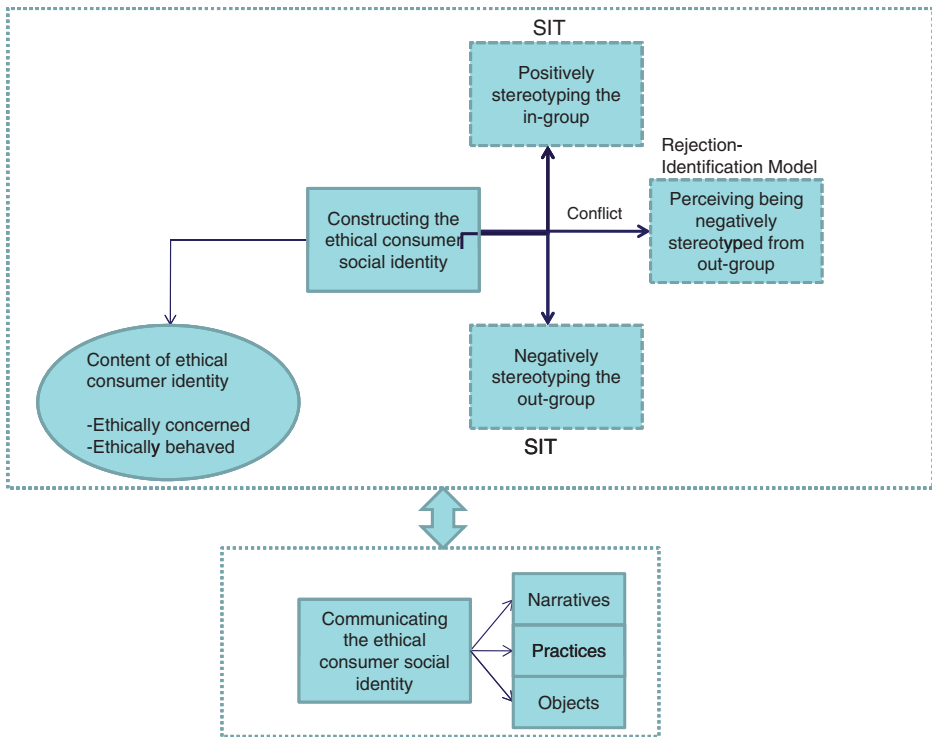 SIT
Positively
stereotyping the
in-group
Rejection-
Identification Model
Constructing the
ethical consumer
social identity
Conflict
Perceiving being
negatively
stereotyped from
out-group
Content of ethical
consumer identity
-Ethically concerned
-Ethically behaved
Negatively
stereotyping the
out-group
SIT
Communicating
the ethical
consumer social
identity
Narratives
Practices
Objects